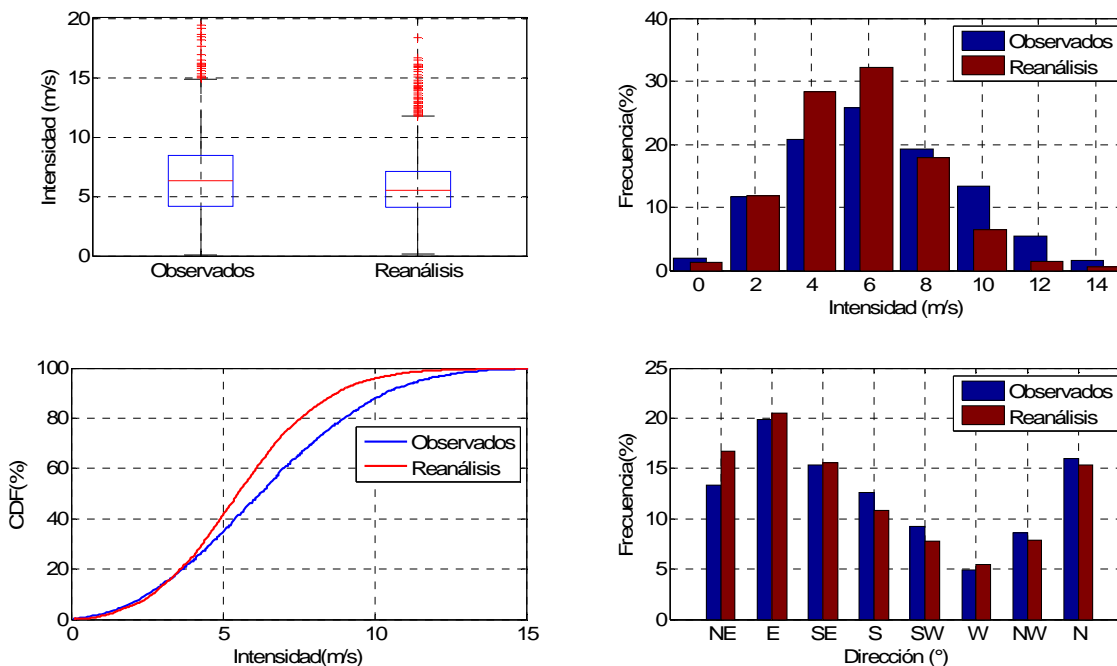 20
15
10
5
0
Intensidad (m/s)
Observados
Reanálisis
40
30
20
10
0
Frecuencia(%)
Observados
Reanálisis
0 2 4 6 8 10 12 14
Intensidad (m/s)
100
80
60
40
20
0
CDF(%)
Observados
Reanálisis
0 5 10 15
Intensidad(m/s)
25
20
15
10
5
0
Frecuencia(%)
Observados
Reanálisis
NE E SE S SW W NW N
Dirección (°)